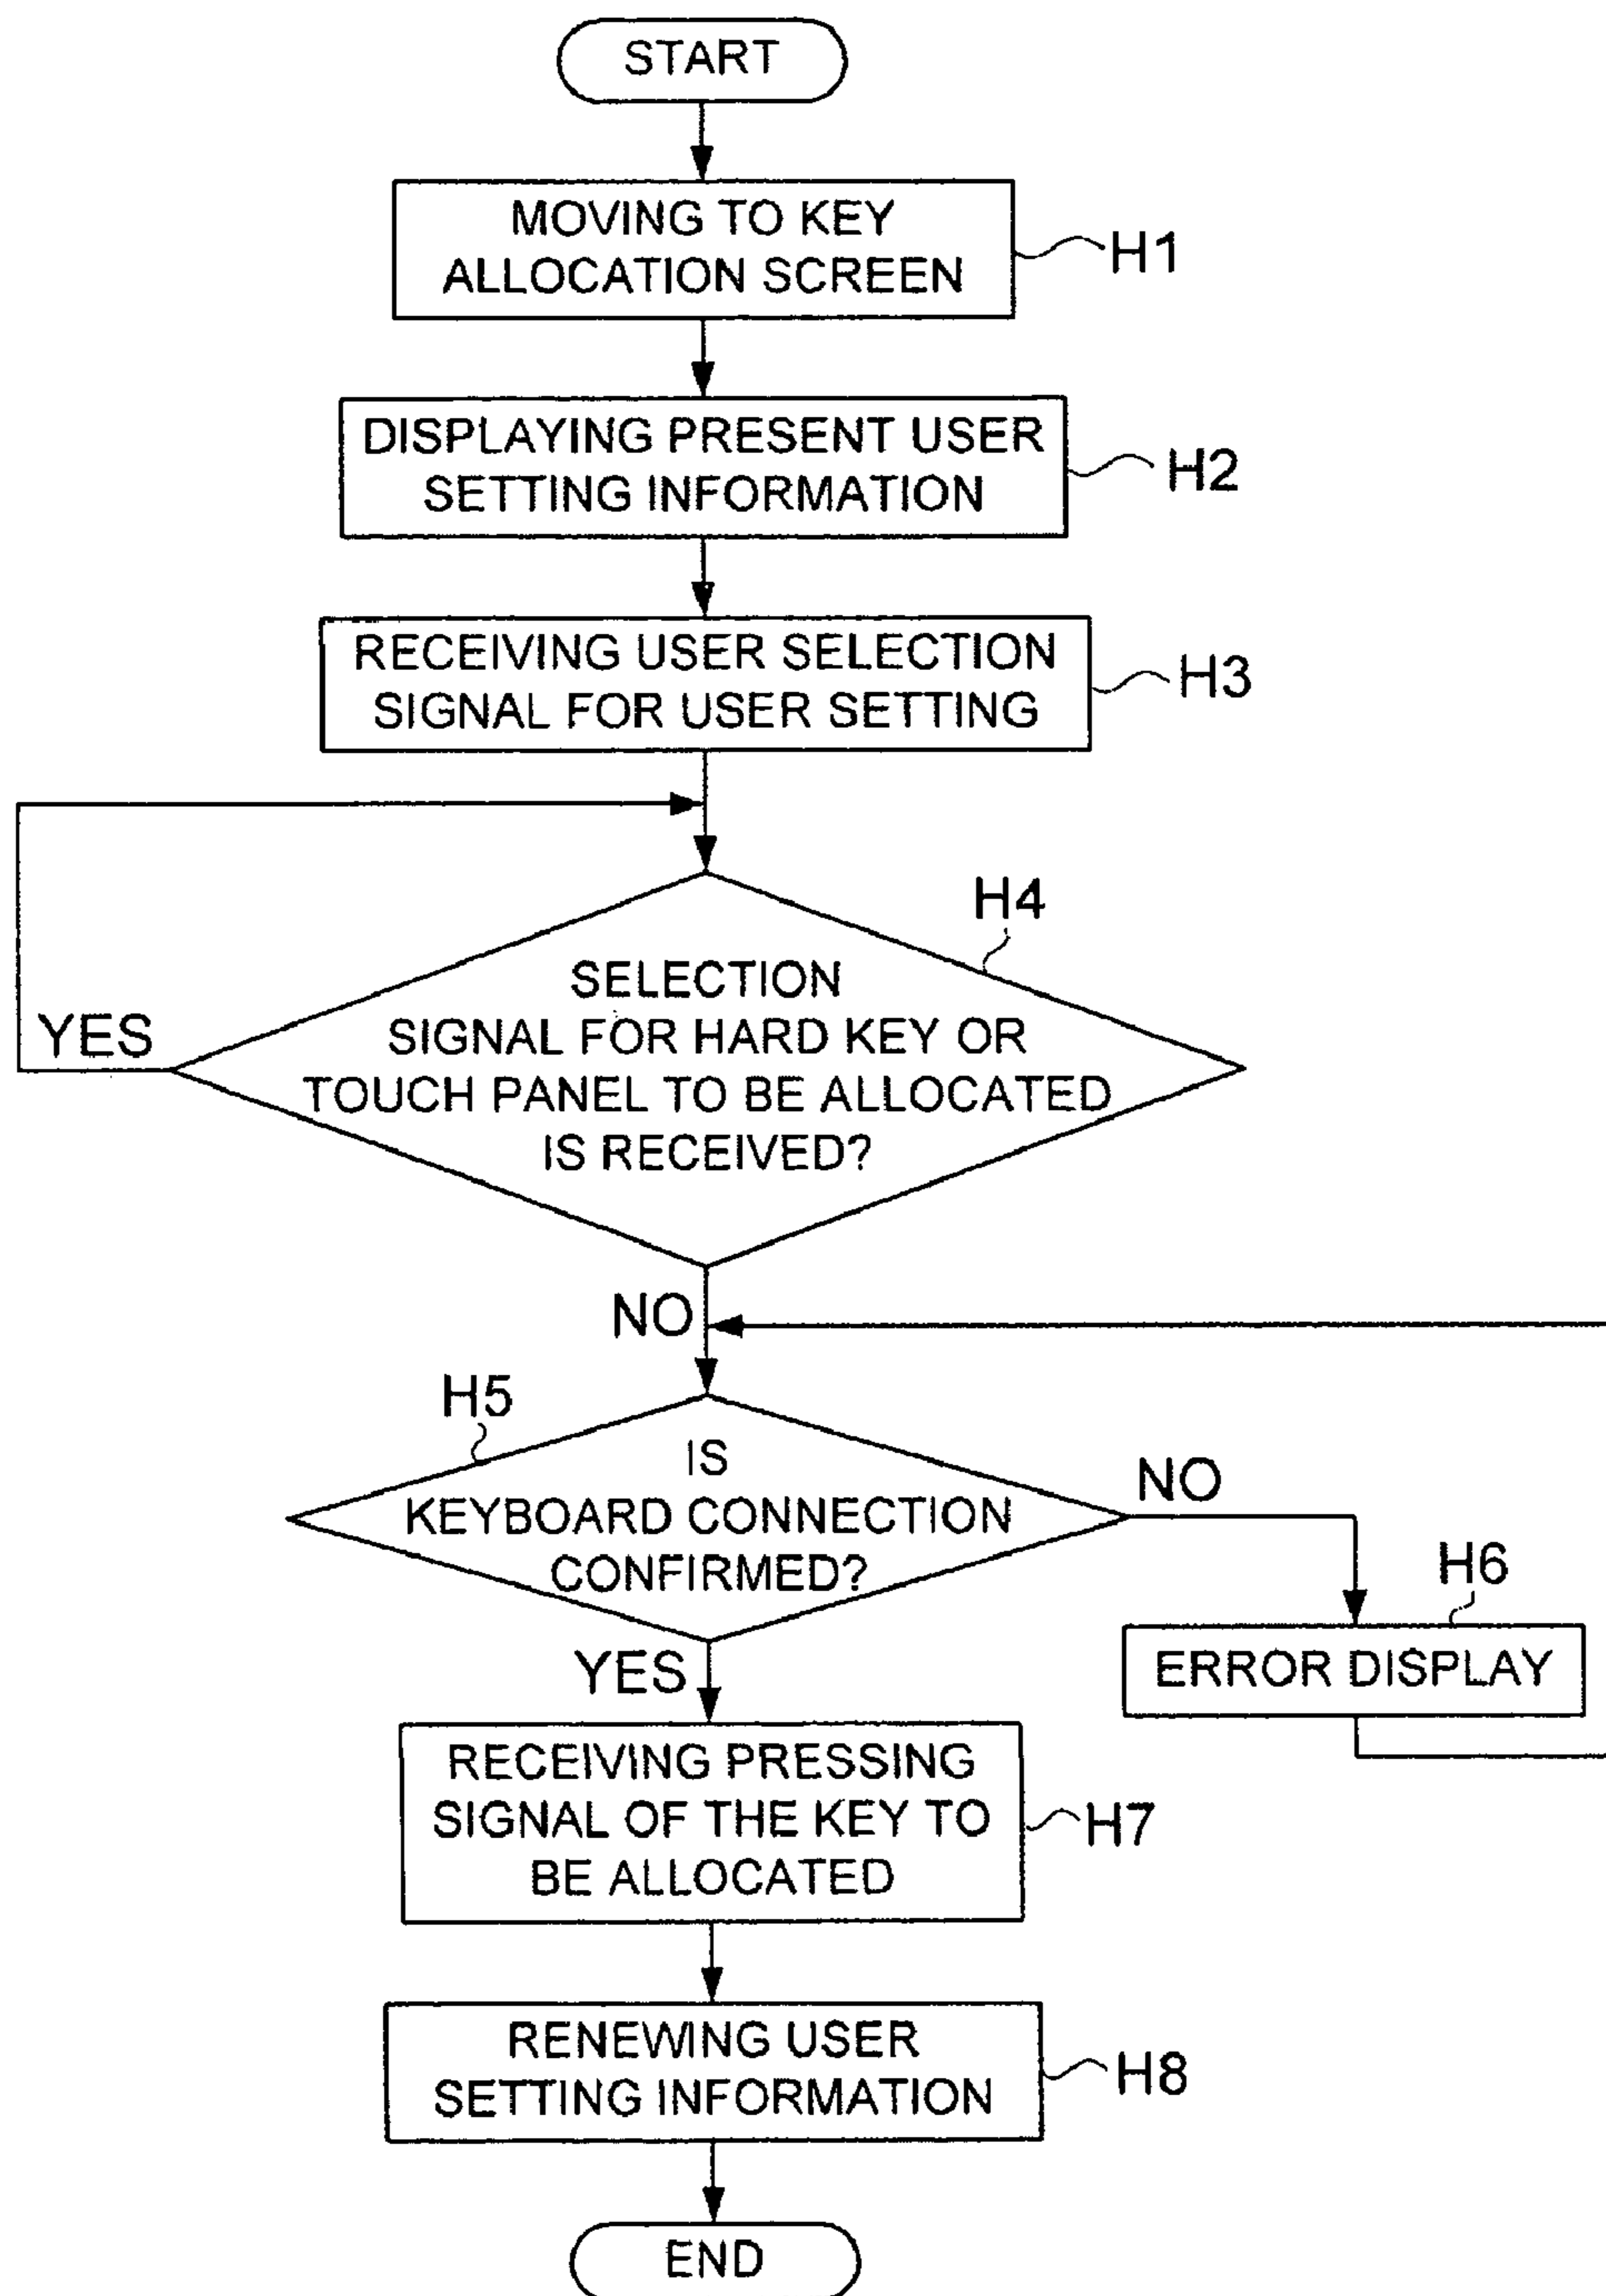 START
MOVING TO KEY
ALLOCATION SCREEN
H1
DISPLAYING PRESENT USER
SETTING INFORMATION
H2
RECEIVING USER SELECTION
SIGNAL FOR USER SETTING
H3
H4
SELECTION
SIGNAL FOR HARD KEY OR
TOUCH PANEL TO BE ALLOCATED
IS RECEIVED?
YES
NO
H5
IS
KEYBOARD CONNECTION
CONFIRMED?
NO
H6
ERROR DISPLAY
YES
RECEIVING PRESSING
SIGNAL OF THE KEY TO
BE ALLOCATED
H7
RENEWING USER
SETTING INFORMATION
H8
END